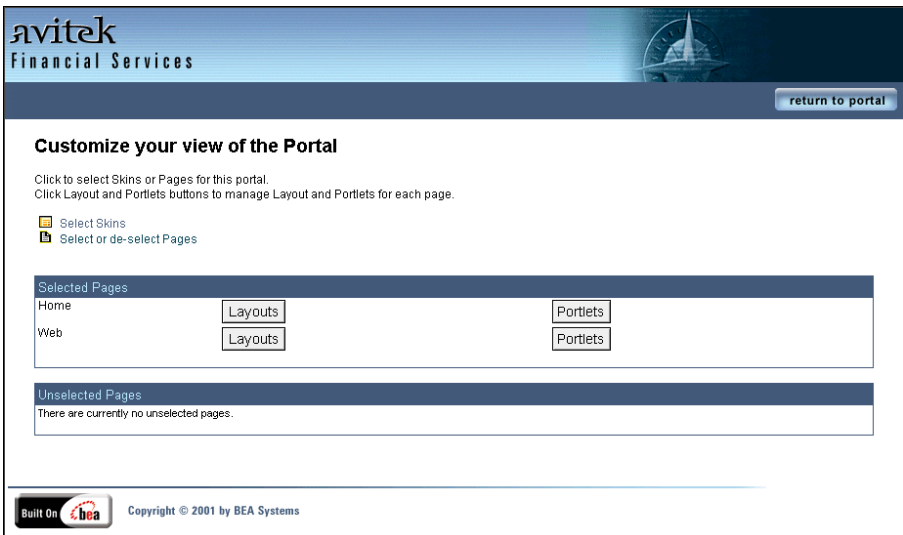 avitek
Financial Services
return to portal
Customize your view of the Portal
Click to select Skins or Pages for this portal.
Click Layout and Portlets buttons to manage Layout and Portlets for each page.
Select Skins
Select or de-select Pages
Selected Pages
Home Layouts Portlets
Web Layouts Portlets
Unselected Pages
There are currently no unselected pages.
Built On bea Copyright © 2001 by BEA Systems